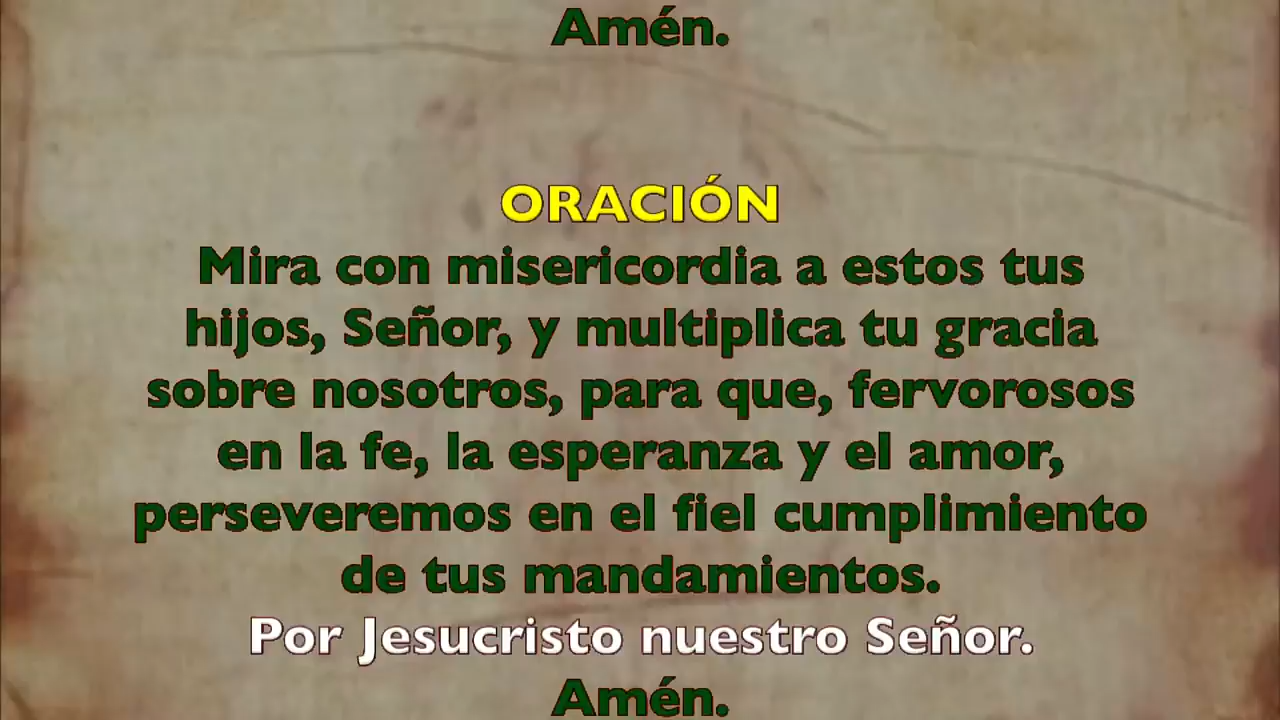 Amén.
ORACIÓN
Mira con misericordia a estos tus
hijos, Señor, y multiplica tu gracia
sobre nosotros, para que, fervorosos
en la fe, la esperanza y el amor,
perseveremos en el fiel cumplimiento
de tus mandamientos.
Por Jesucristo nuestro Señor.
Amén.